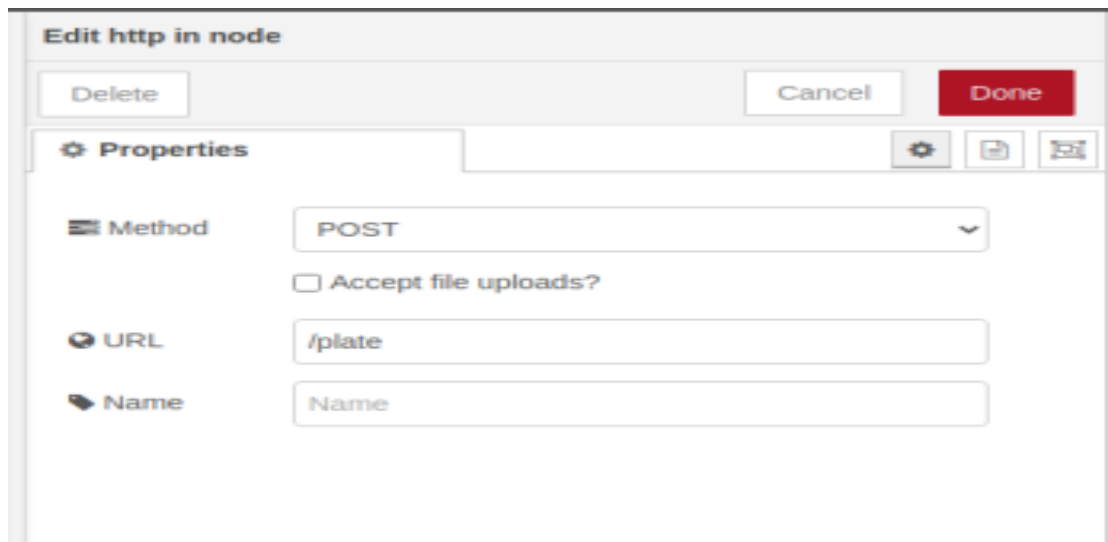 Edit http in node
Delete Cancel Done
Properties
Method POST
Accept file uploads?
URL /plate
Name Name